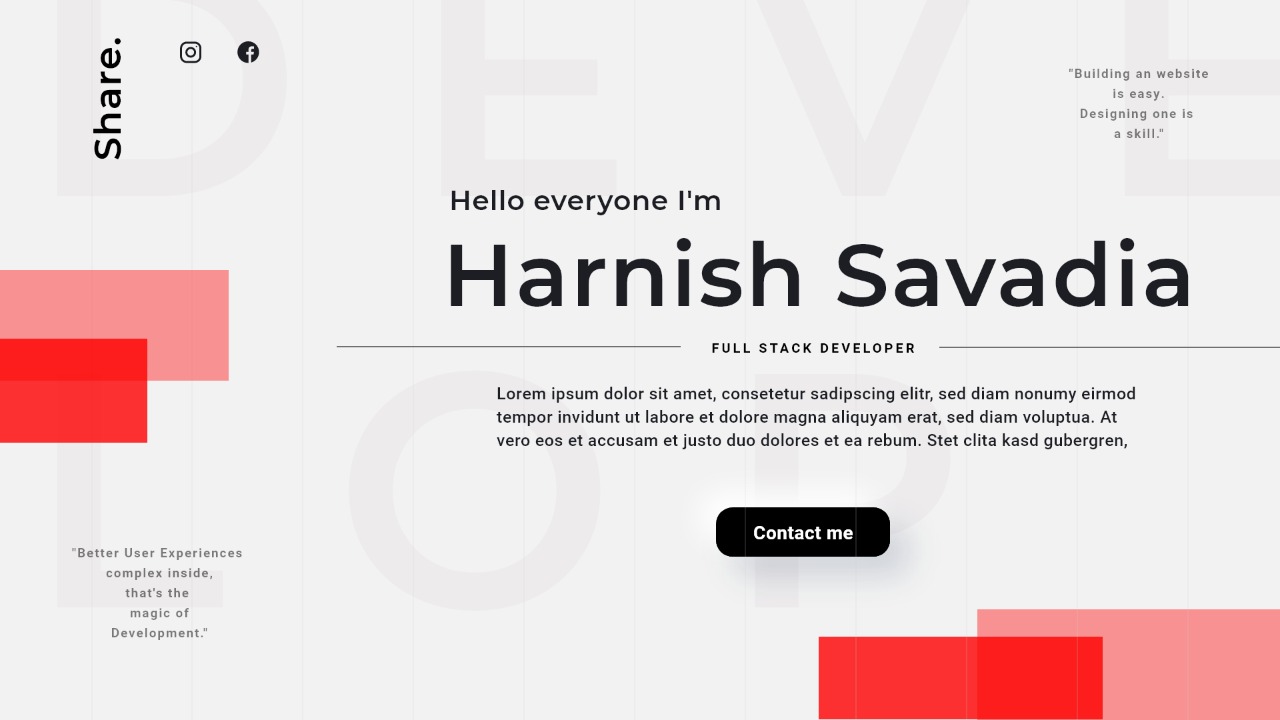 DEVE
LOP
Share.
"Building an website
is easy.
Designing one is
a skill."
Hello everyone I'm
Harnish Savadia
FULL STACK DEVELOPER
Lorem ipsum dolor sit amet, consetetur sadipscing elitr, sed diam nonumy eirmod
tempor invidunt ut labore et dolore magna aliquyam erat, sed diam voluptua. At
vero eos et accusam et justo duo dolores et ea rebum. Stet clita kasd gubergren,
Contact me
"Better User Experiences
complex inside,
that's the
magic of
Development."